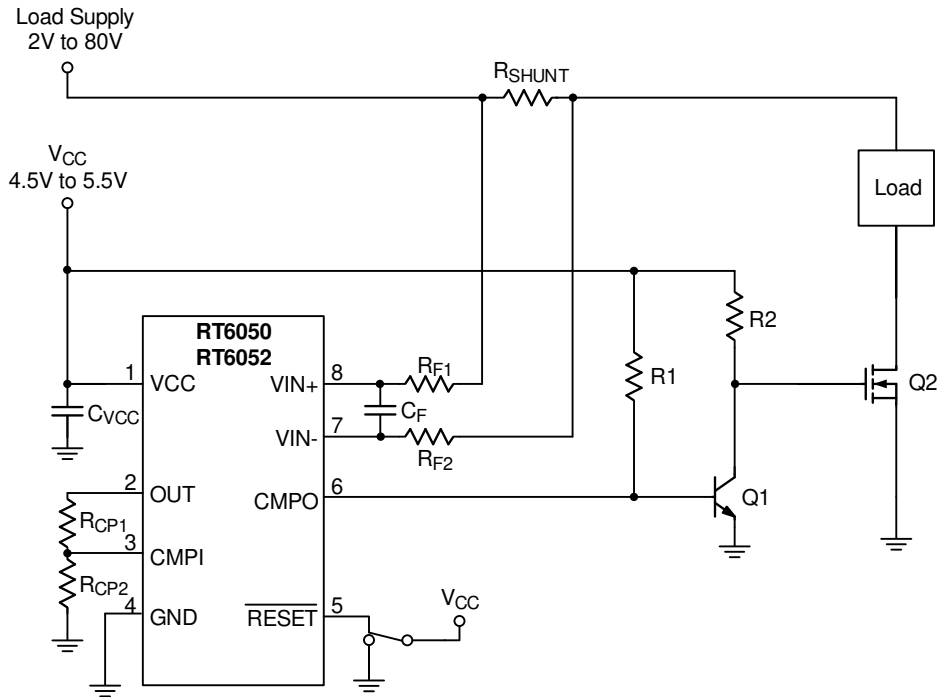 Load Supply
2V to 80V
RSHUNT
VCC
4.5V to 5.5V
Load
RT6050
RT6052
R2
1
VCC
VIN+
8
RF1
R1
Q2
CVCC
CF
VIN-
7
RF2
2
OUT
CMPO
6
Q1
RCP1
3
CMPI
RCP2
4
GND
RESET
5
VCC